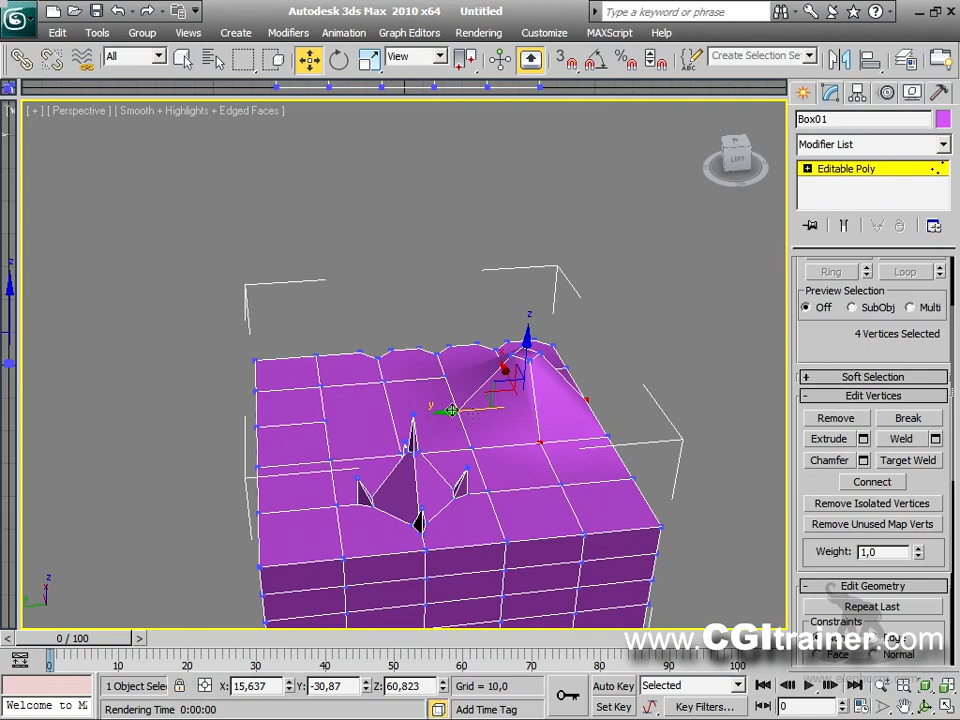 Autodesk 3ds Max 2010 x64 Untitled
Type a keyword or phrase
Edit Tools Group Views Create Modifiers Animation Graph Editors Rendering Customize MAXScript Help
All View 3 Create Selection Se
[ + ] [ Perspective ] [ Smooth + Highlights + Edged Faces ]
LEFT
Box01
Modifier List
Editable Poly
Ring Loop
Preview Selection
Off SubObj Multi
4 Vertices Selected
+ Soft Selection
- Edit Vertices
Remove Break
Extrude Weld
Chamfer Target Weld
Connect
Remove Isolated Vertices
Remove Unused Map Verts
Weight: 1,0
- Edit Geometry
Repeat Last
Constraints
Edge
Face Normal
z
y
z
z
www.CGItrainer.com
< 0 / 100 >
0 10 20 30 40 50 60 70 80 90 100
1 Object Sele X: 15,637 Y: -30,87 Z: 60,823 Grid = 10,0 Auto Key Selected
Welcome to M Rendering Time 0:00:00 Add Time Tag Set Key Key Filters... 0